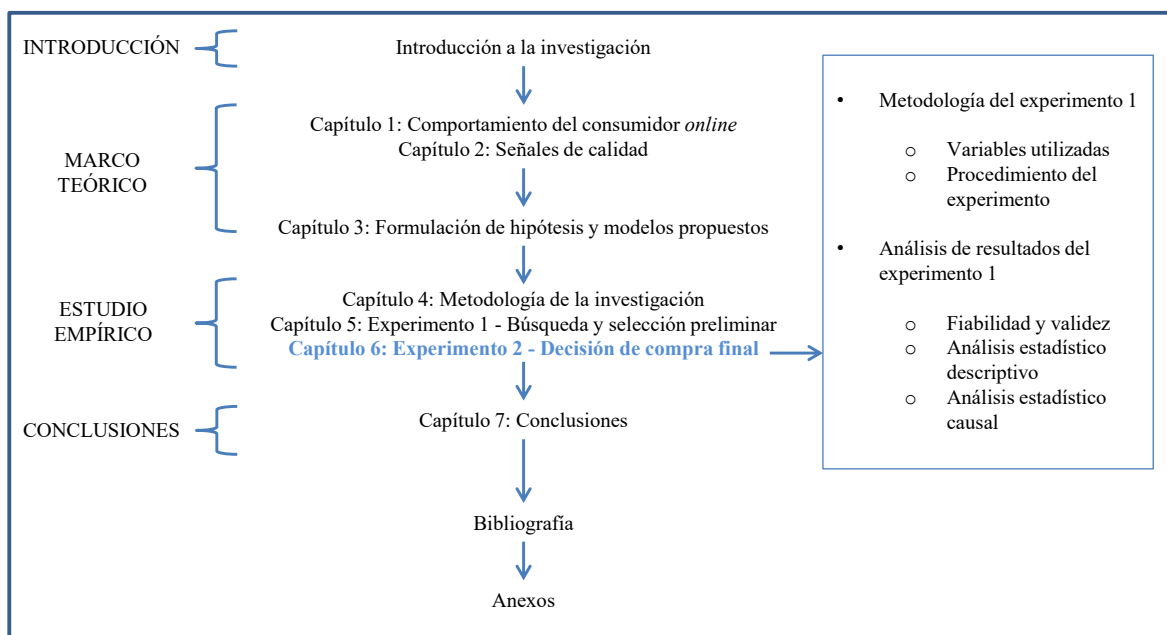 INTRODUCCIÓN
Introducción a la investigación
MARCO
TEÓRICO
Capítulo 1: Comportamiento del consumidor online
Capítulo 2: Señales de calidad
Capítulo 3: Formulación de hipótesis y modelos propuestos
ESTUDIO
EMPÍRICO
Capítulo 4: Metodología de la investigación
Capítulo 5: Experimento 1 - Búsqueda y selección preliminar
Capítulo 6: Experimento 2 - Decisión de compra final
CONCLUSIONES
Capítulo 7: Conclusiones
Bibliografía
Anexos
• Metodología del experimento 1
o Variables utilizadas
o Procedimiento del
experimento
• Análisis de resultados del
experimento 1
o Fiabilidad y validez
o Análisis estadístico
descriptivo
o Análisis estadístico
causal